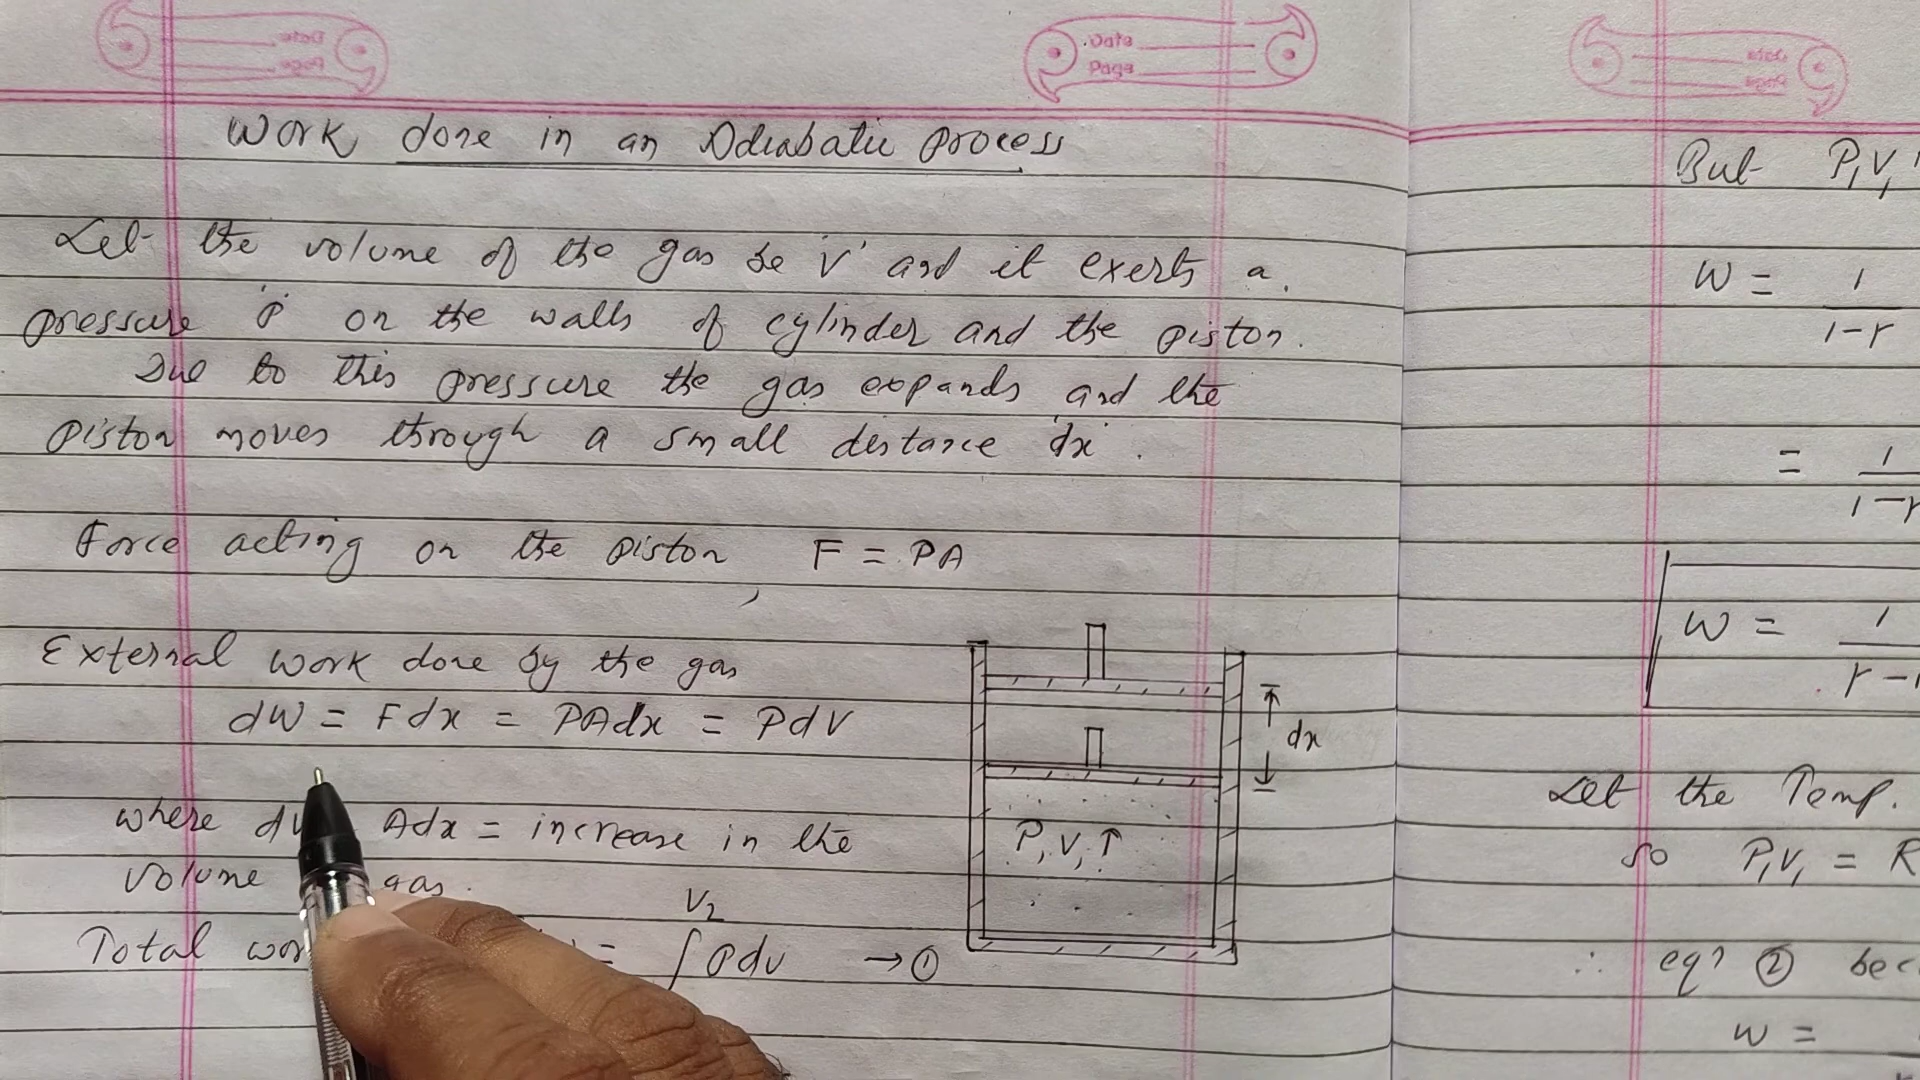 Date
Page
Work done in an Adiabatic process
Let the volume of the gas be 'V' and it exerts a
pressure 'P' on the walls of cylinder and the piston.
Due to this pressure the gas expands and the
piston moves through a small distance 'dx'.
Force acting on the piston F = PA
External work done by the gas
dW = Fdx = PAdx = PdV
dx
where Adx = increase in the
volume gas.
P, V, T
V2
Total = ∫ Pdv → ①
But P1V1
W = 1
1-r
= 1
1-r
W = 1
r-1
Let the Temp.
so P1V1 = R
∴ eqn ②
W =